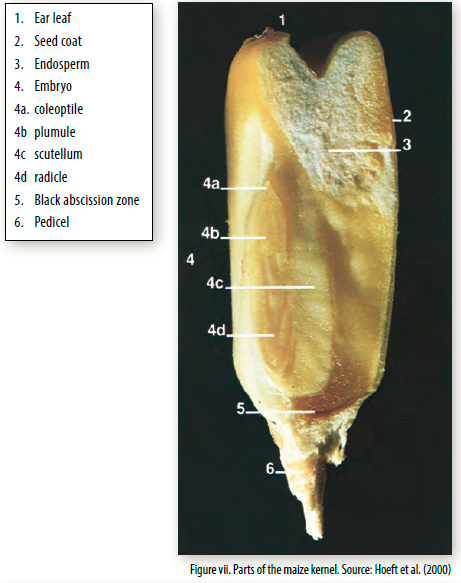 1. Ear leaf
2. Seed coat
3. Endosperm
4. Embryo
4a. coleoptile
4b plumule
4c scutellum
4d radicle
5. Black abscission zone
6. Pedicel
1
2
3
4a
4b
4
4c
4d
5
6
Figure vii. Parts of the maize kernel. Source: Hoeft et al. (2000)